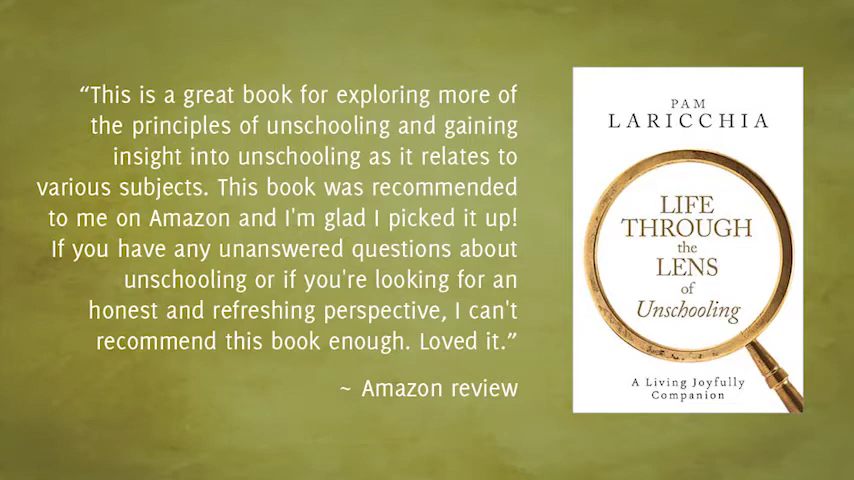 “This is a great book for exploring more of
the principles of unschooling and gaining
insight into unschooling as it relates to
various subjects. This book was recommended
to me on Amazon and I'm glad I picked it up!
If you have any unanswered questions about
unschooling or if you're looking for an
honest and refreshing perspective, I can't
recommend this book enough. Loved it.”
~ Amazon review
PAM
LARICCHIA
LIFE
THROUGH
the
LENS
of
Unschooling
A Living Joyfully
Companion